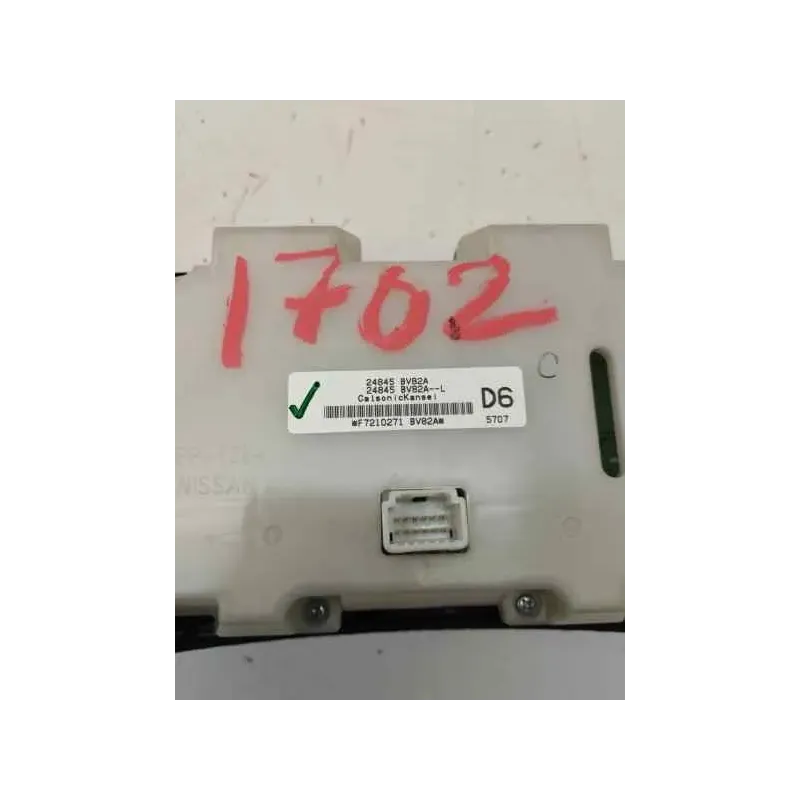 1702
C
24845 BV82A
24845 BV82A--L
CalsonicKansei
D6
*F7210271 BV82A*
5707
NISSAN